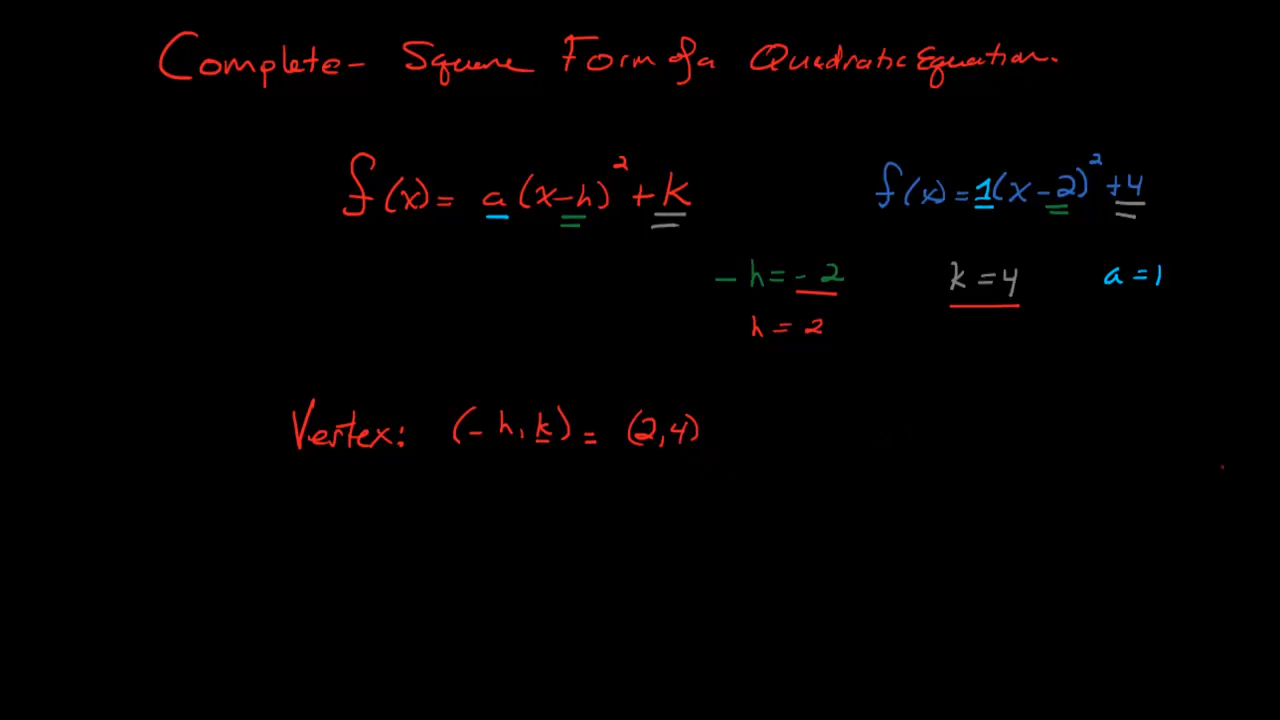 Complete- Square Form of a Quadratic Equation.
f(x) = a(x-h)² + k
f(x) = 1(x-2)² + 4
-h = -2
k = 4
a = 1
h = 2
Vertex: (-h, k) = (2,4)